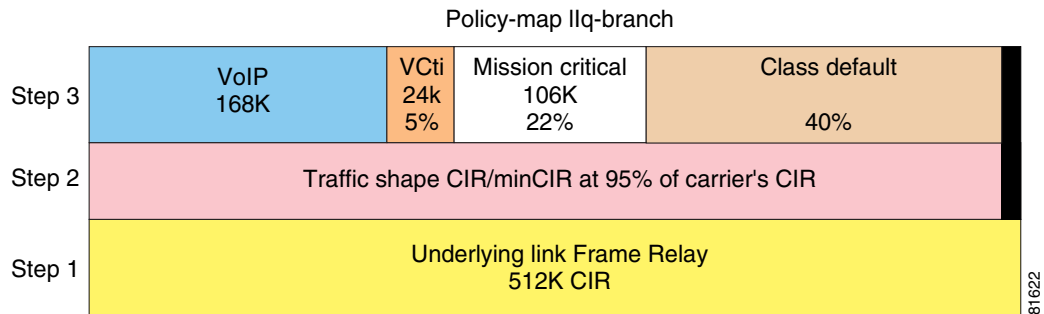 Policy-map llq-branch
Step 3
VoIP
168K
VCti
24k
5%
Mission critical
106K
22%
Class default
40%
Step 2
Traffic shape CIR/minCIR at 95% of carrier's CIR
Step 1
Underlying link Frame Relay
512K CIR
81622